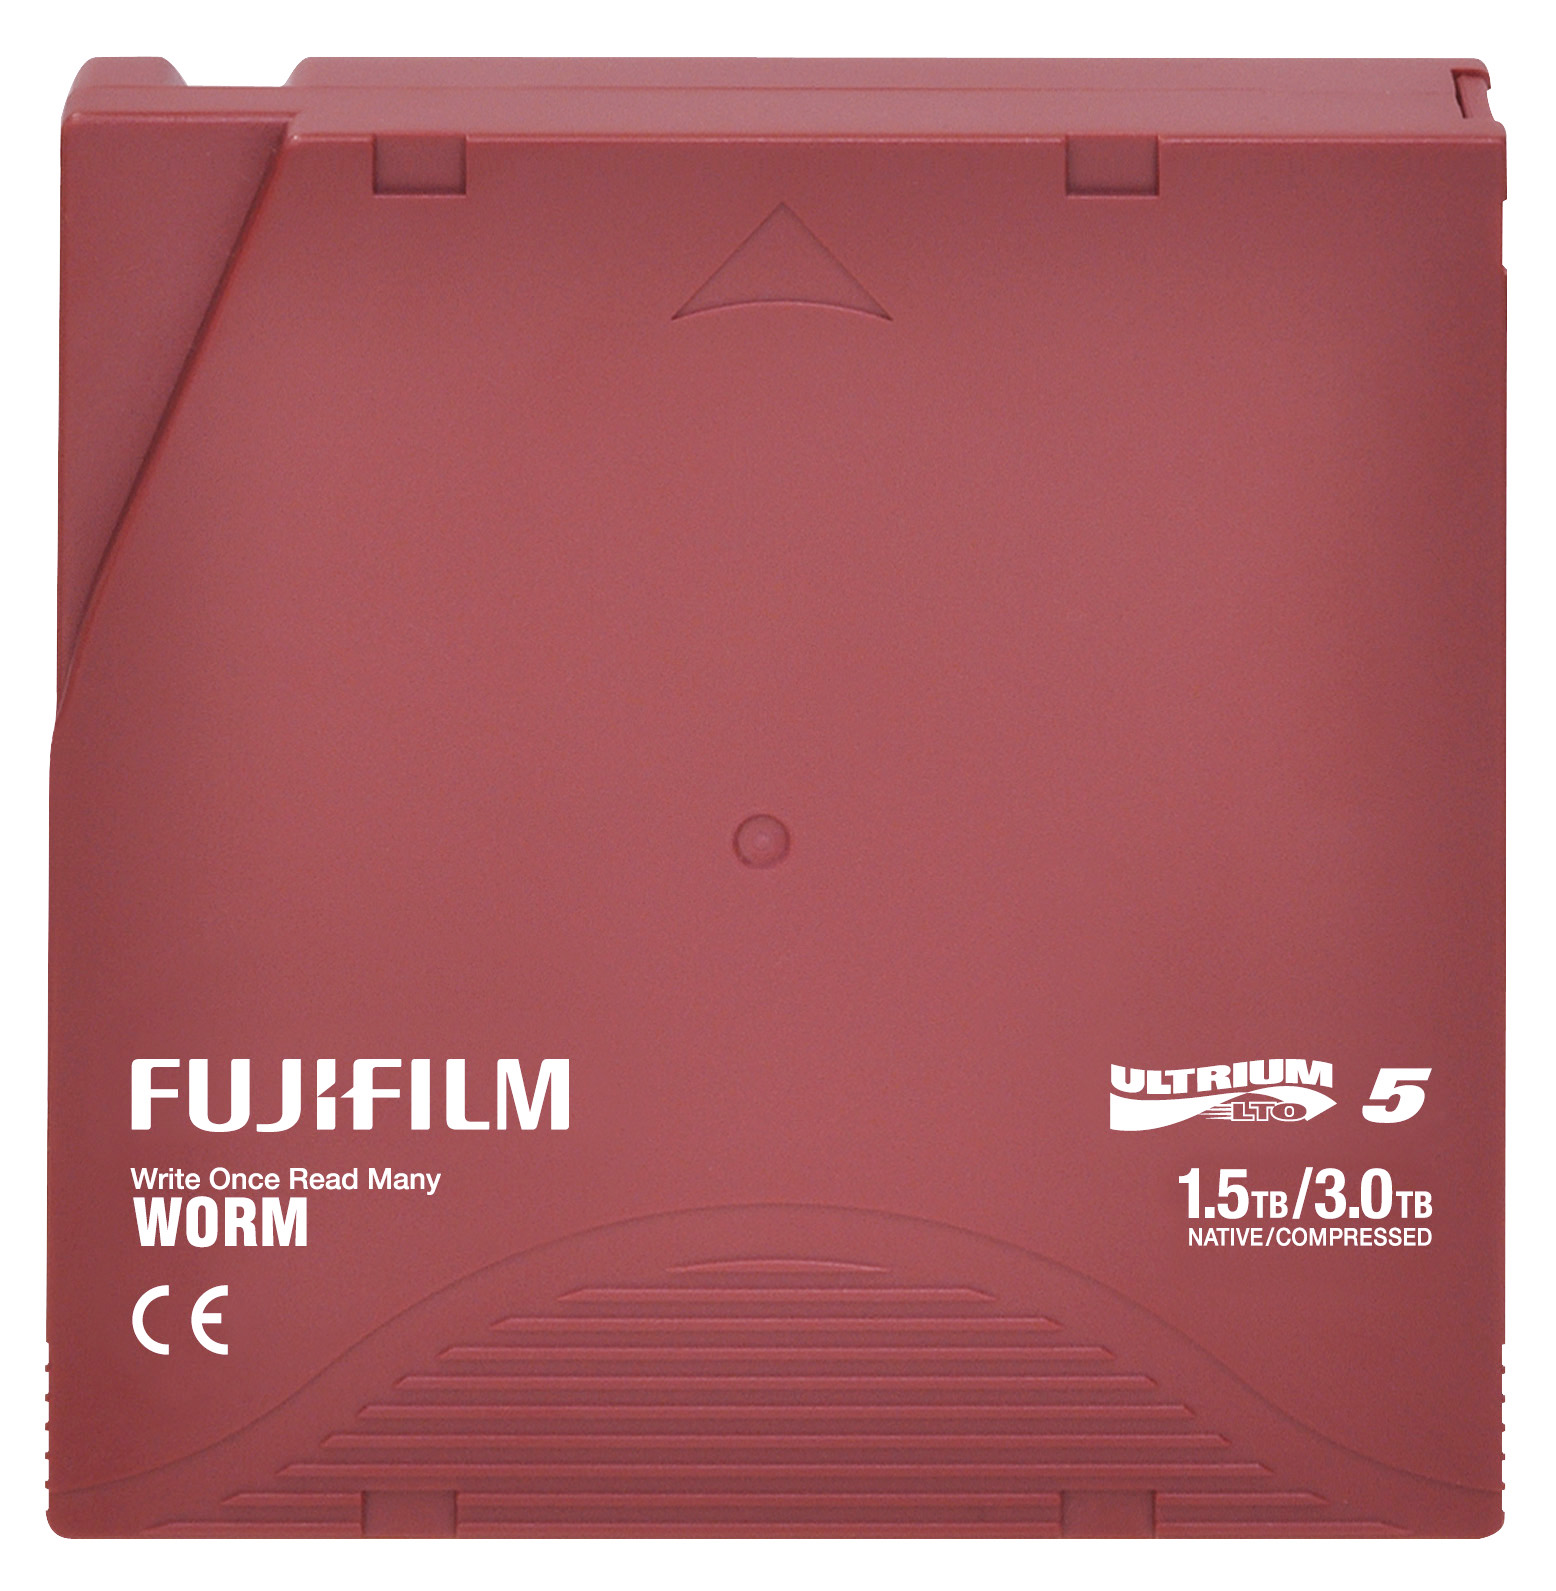 FUJIFILM
Write Once Read Many
WORM
CE
ULTRIUM
LTO
5
1.5TB/3.0TB
NATIVE/COMPRESSED